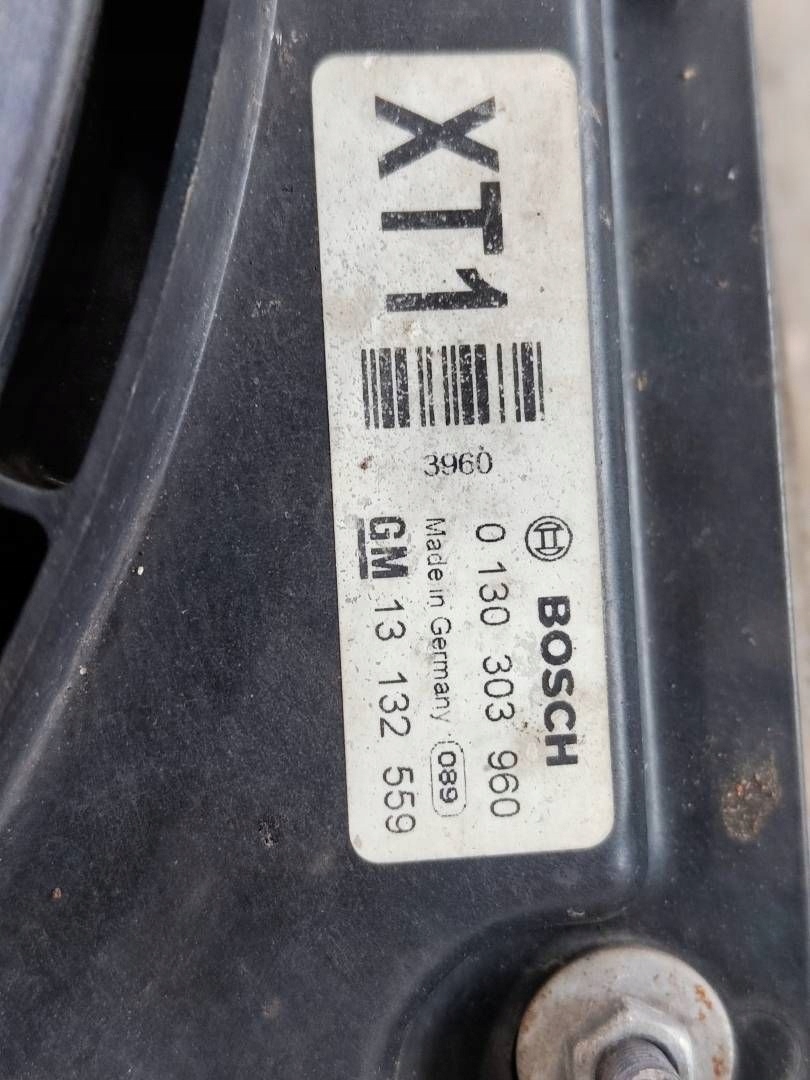 XT1
3960
BOSCH
0 130 303 960
Made in Germany 089
GM 13 132 559